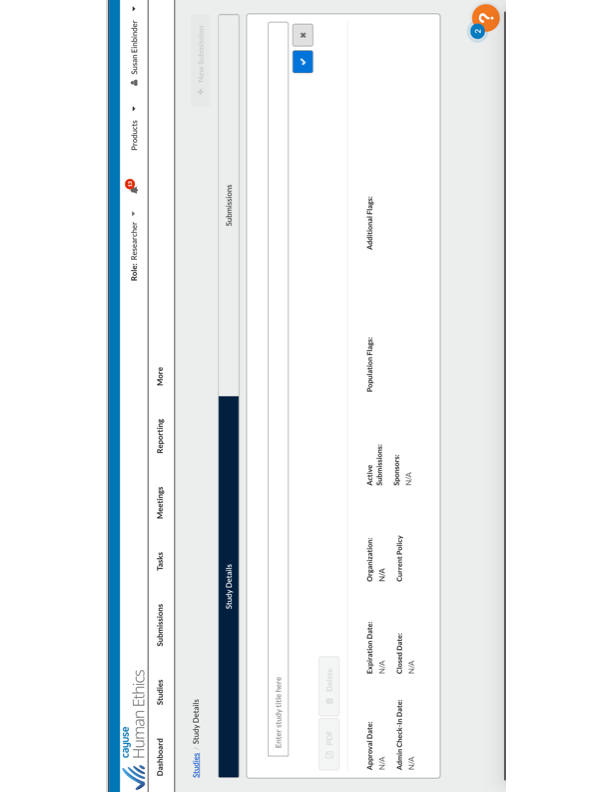 cayuse
Human Ethics
Role: Researcher
13
Products
Susan Einbinder
Dashboard
Studies
Submissions
Tasks
Meetings
Reporting
More
Studies / Study Details
+ New Submission
Study Details
Submissions
Enter study title here
PDF
Delete
Approval Date:
N/A
Expiration Date:
N/A
Organization:
N/A
Active
Submissions:
Population Flags:
Additional Flags:
Admin Check-In Date:
N/A
Closed Date:
N/A
Current Policy
Sponsors:
N/A
2
?